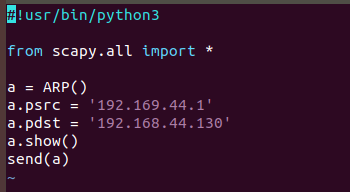 #!usr/bin/python3

from scapy.all import *

a = ARP()
a.psrc = '192.169.44.1'
a.pdst = '192.168.44.130'
a.show()
send(a)
~